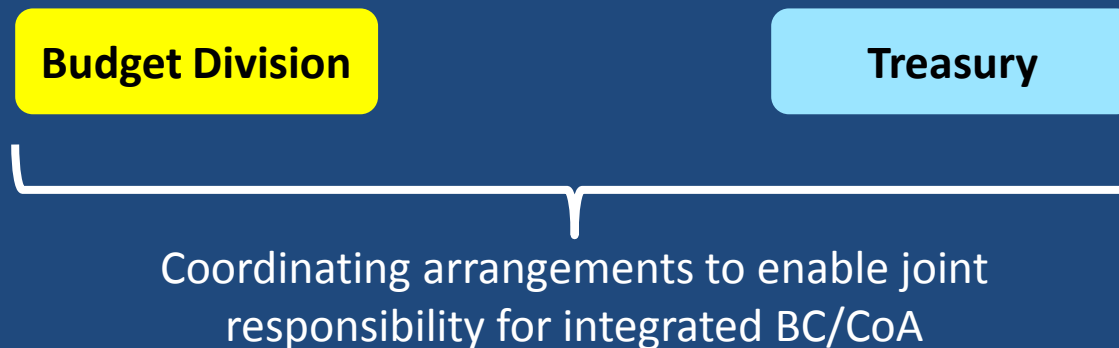 Budget Division
Treasury
Coordinating arrangements to enable joint
responsibility for integrated BC/CoA